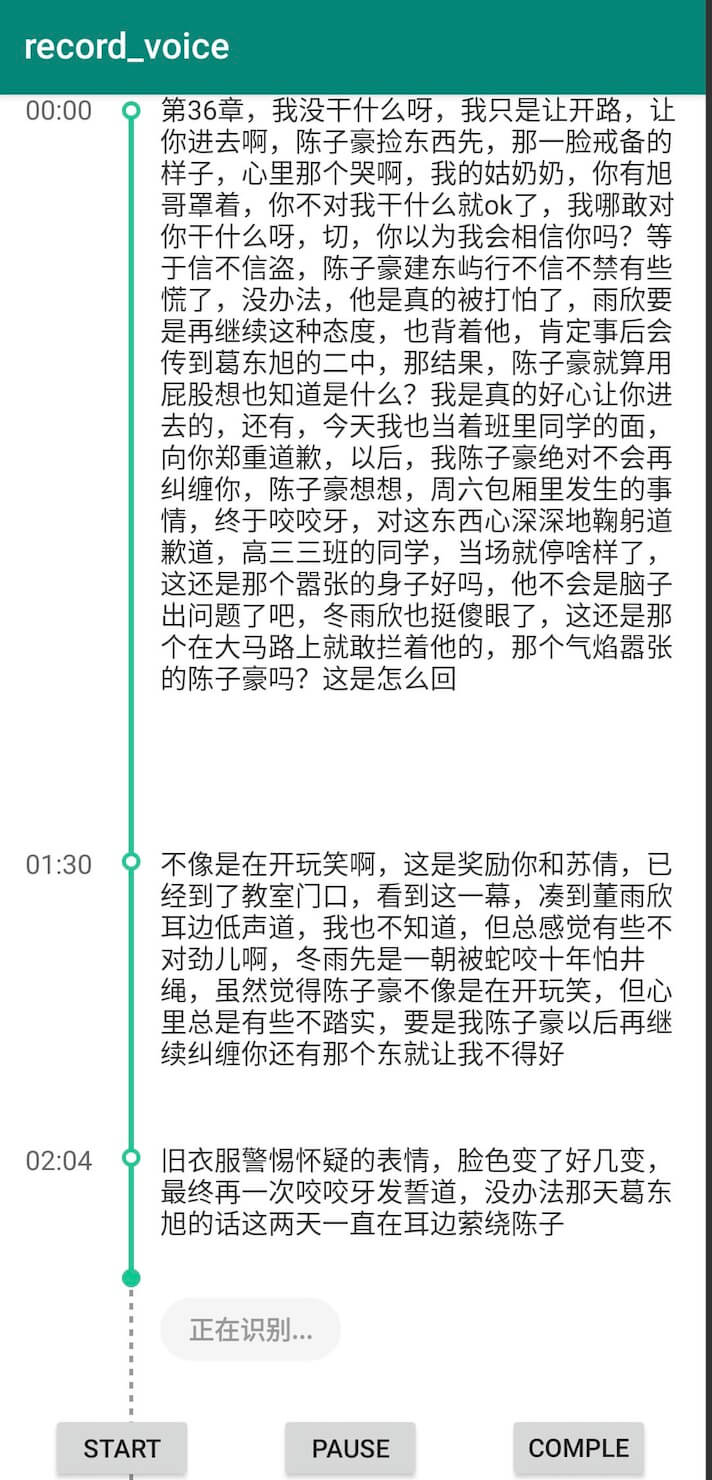 record_voice
00:00
第36章，我没干什么呀，我只是让开路，让
你进去啊，陈子豪捡东西先，那一脸戒备的
样子，心里那个哭啊，我的姑奶奶，你有旭
哥罩着，你不对我干什么就ok了，我哪敢对
你干什么呀，切，你以为我会相信你吗？等
于信不信盗，陈子豪建东屿行不信不禁有些
慌了，没办法，他是真的被打怕了，雨欣要
是再继续这种态度，也背着他，肯定事后会
传到葛东旭的二中，那结果，陈子豪就算用
屁股想也知道是什么？我是真的好心让你进
去的，还有，今天我也当着班里同学的面，
向你郑重道歉，以后，我陈子豪绝对不会再
纠缠你，陈子豪想想，周六包厢里发生的事
情，终于咬咬牙，对这东西心深深地鞠躬道
歉道，高三三班的同学，当场就停啥样了，
这还是那个嚣张的身子好吗，他不会是脑子
出问题了吧，冬雨欣也挺傻眼了，这还是那
个在大马路上就敢拦着他的，那个气焰嚣张
的陈子豪吗？这是怎么回
01:30
不像是在开玩笑啊，这是奖励你和苏倩，已
经到了教室门口，看到这一幕，凑到董雨欣
耳边低声道，我也不知道，但总感觉有些不
对劲儿啊，冬雨先是一朝被蛇咬十年怕井
绳，虽然觉得陈子豪不像是在开玩笑，但心
里总是有些不踏实，要是我陈子豪以后再继
续纠缠你还有那个东就让我不得好
02:04
旧衣服警惕怀疑的表情，脸色变了好几变，
最终再一次咬咬牙发誓道，没办法那天葛东
旭的话这两天一直在耳边萦绕陈子
正在识别...
START
PAUSE
COMPLE